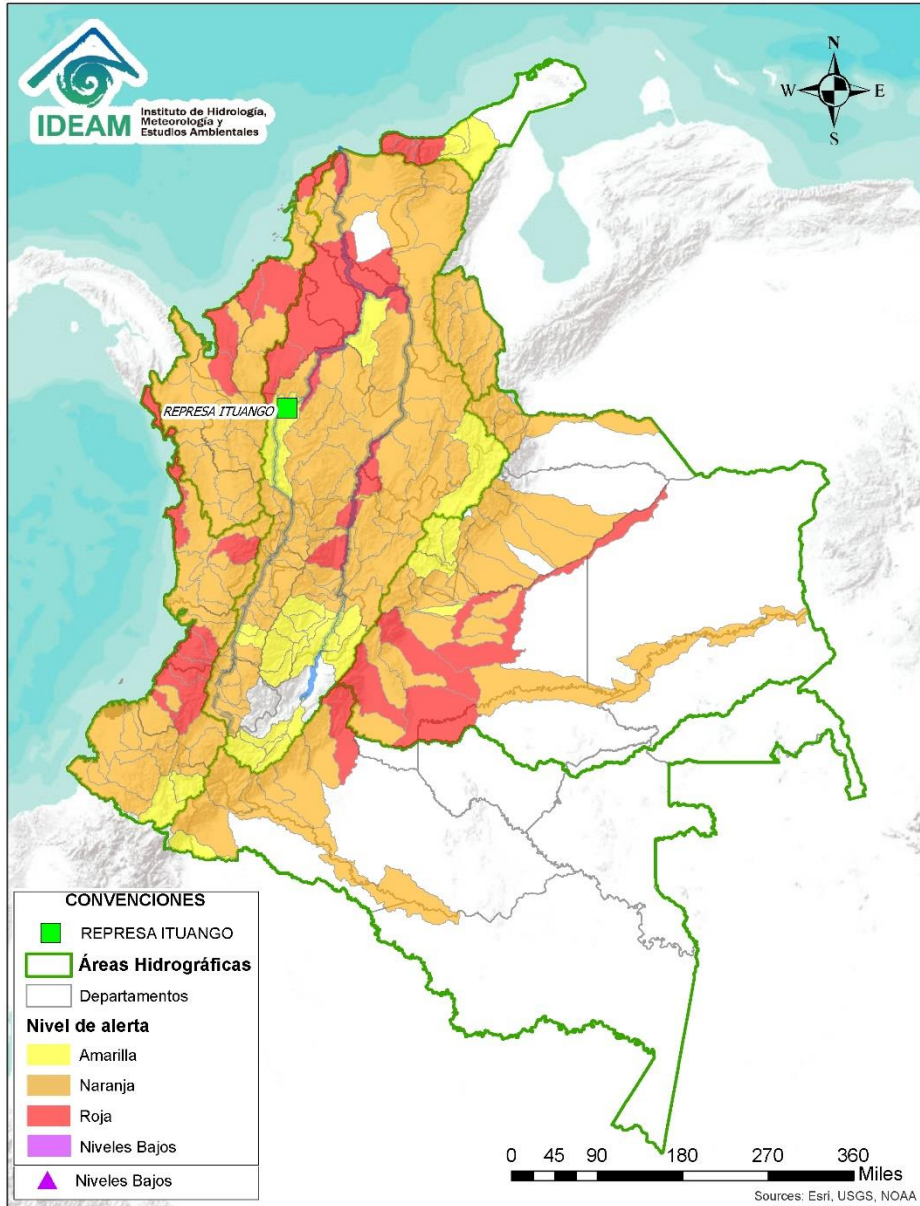 IDEAM
Instituto de Hidrología,
Meteorología y
Estudios Ambientales
N
W
E
S
REPRESA ITUANGO
CONVENCIONES
REPRESA ITUANGO
Áreas Hidrográficas
Departamentos
Nivel de alerta
Amarilla
Naranja
Roja
Niveles Bajos
Niveles Bajos
0 45 90 180 270 360
Miles
Sources: Esri, USGS, NOAA